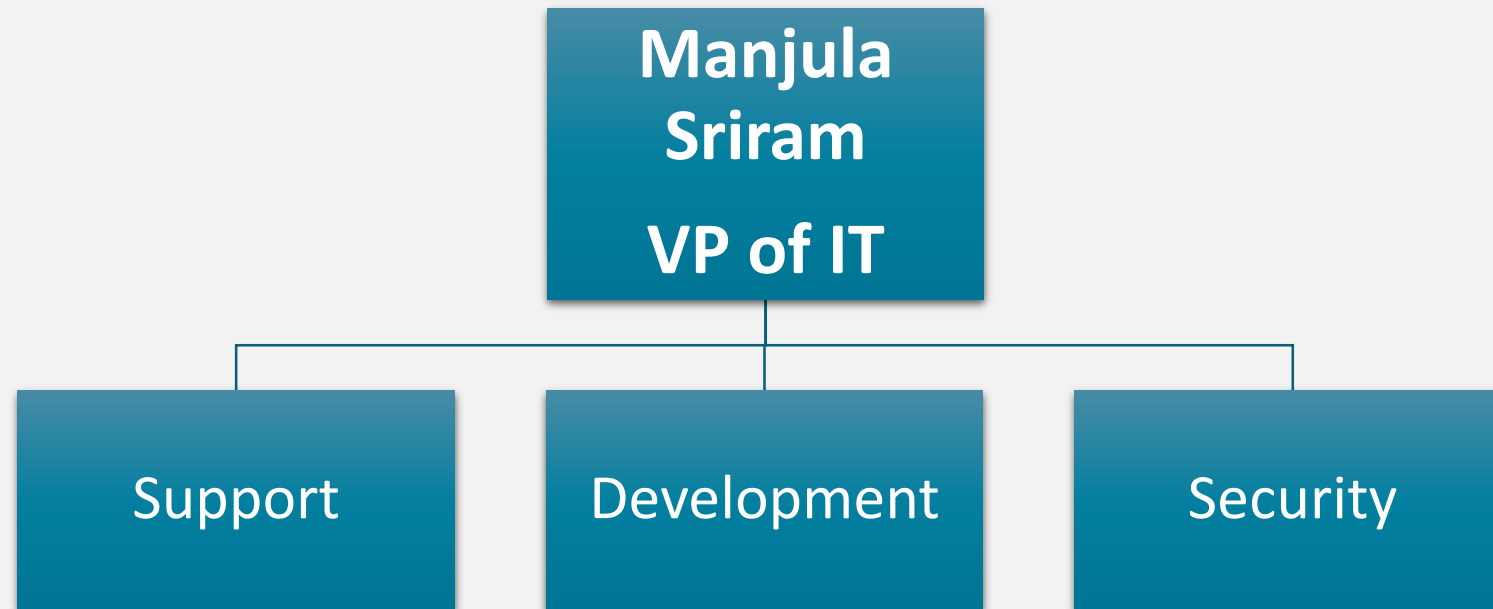 Manjula
Sriram
VP of IT
Support
Development
Security